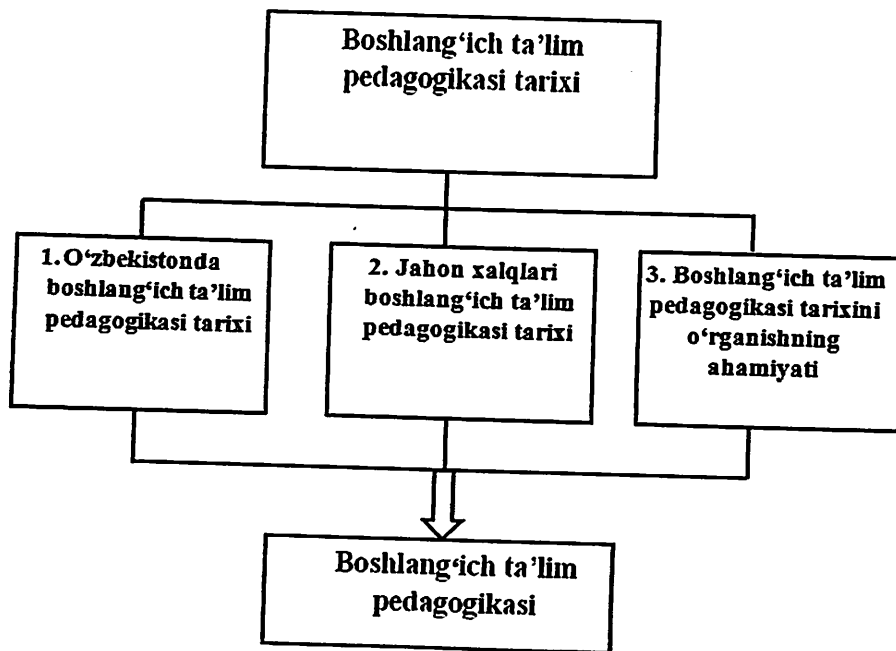 Boshlang‘ich ta’lim
pedagogikasi tarixi
1. O‘zbekistonda
boshlang‘ich ta’lim
pedagogikasi tarixi
2. Jahon xalqlari
boshlang‘ich ta’lim
pedagogikasi tarixi
3. Boshlang‘ich ta’lim
pedagogikasi tarixini
o‘rganishning
ahamiyati
Boshlang‘ich ta’lim
pedagogikasi